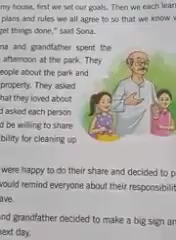 my house, first we set our goals. Then we each learn
plans and rules we all agree to so that we know w
get things done," said Sona.
na and grandfather spent the
afternoon at the park. They
eople about the park and
property. They asked
hat they loved about
d asked each person
d be willing to share
bility for cleaning up
were happy to do their share and decided to p
ould remind everyone about their responsibilit
ave.
nd grandfather decided to make a big sign an
next day.